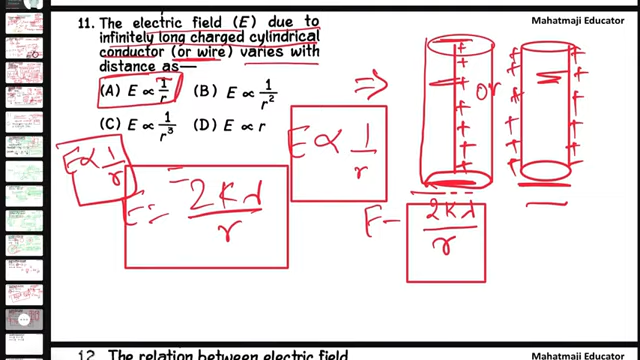 Mahatmaji Educator
11. The electric field (E) due to
infinitely long charged cylindrical
conductor (or wire) varies with
distance as—
(A) E ∝ 1/r (B) E ∝ 1/r²
(C) E ∝ 1/r³ (D) E ∝ r
⇒
or
E ∝ 1/r
E ∝ 1/r
E = 2Kλ/r
E = 2Kλ/r
12. The relation between electric field
Mahatmaji Educator